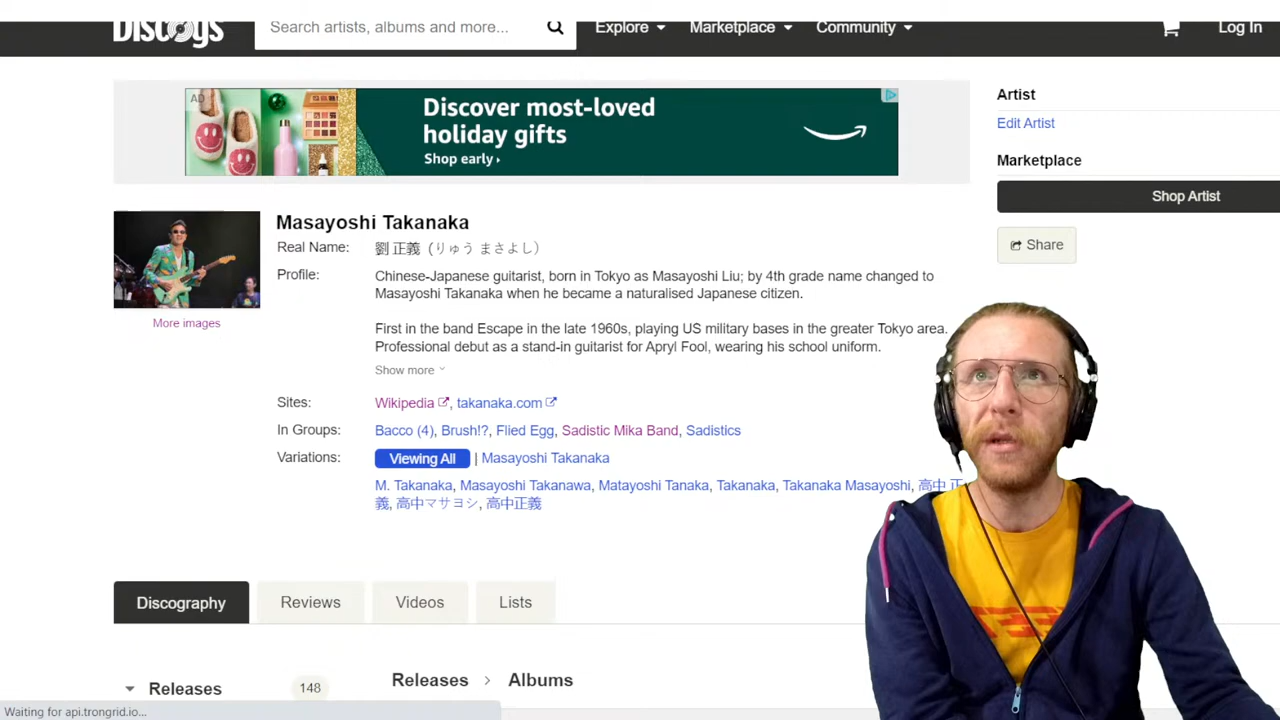 Discogs
Search artists, albums and more...
Explore
Marketplace
Community
Log In
AD
Discover most-loved
holiday gifts
Shop early
Artist
Edit Artist
Marketplace
Shop Artist
Share
Masayoshi Takanaka
Real Name: 劉 正義 (りゅう まさよし)
Profile: Chinese-Japanese guitarist, born in Tokyo as Masayoshi Liu; by 4th grade name changed to
Masayoshi Takanaka when he became a naturalised Japanese citizen.
First in the band Escape in the late 1960s, playing US military bases in the greater Tokyo area.
Professional debut as a stand-in guitarist for Apryl Fool, wearing his school uniform.
More images
Show more
Sites: Wikipedia, takanaka.com
In Groups: Bacco (4), Brush!?, Flied Egg, Sadistic Mika Band, Sadistics
Variations: Viewing All | Masayoshi Takanaka
M. Takanaka, Masayoshi Takanawa, Matayoshi Tanaka, Takanaka, Takanaka Masayoshi, 高中 正
義, 高中マサヨシ, 高中正義
Discography
Reviews
Videos
Lists
Releases 148
Releases > Albums
Waiting for api.trongrid.io...